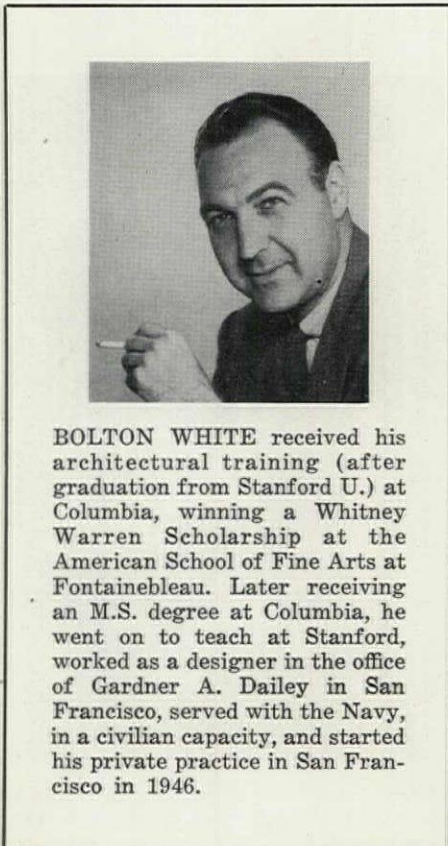 BOLTON WHITE received his
architectural training (after
graduation from Stanford U.) at
Columbia, winning a Whitney
Warren Scholarship at the
American School of Fine Arts at
Fontainebleau. Later receiving
an M.S. degree at Columbia, he
went on to teach at Stanford,
worked as a designer in the office
of Gardner A. Dailey in San
Francisco, served with the Navy,
in a civilian capacity, and started
his private practice in San Fran-
cisco in 1946.